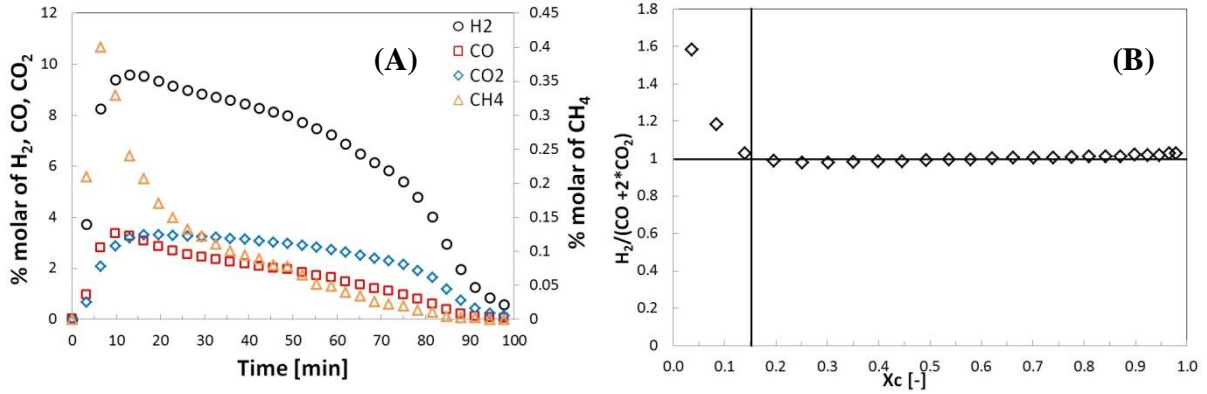 % molar of H2, CO, CO2
12
10
8
6
4
2
0
0 10 20 30 40 50 60 70 80 90 100
Time [min]
0.45
0.4
0.35
0.3
0.25
0.2
0.15
0.1
0.05
0
% molar of CH4
H2
CO
CO2
CH4
(A)
H2/(CO +2*CO2)
1.8
1.6
1.4
1.2
1
0.8
0.6
0.4
0.2
0
0.0 0.1 0.2 0.3 0.4 0.5 0.6 0.7 0.8 0.9 1.0
Xc [-]
(B)